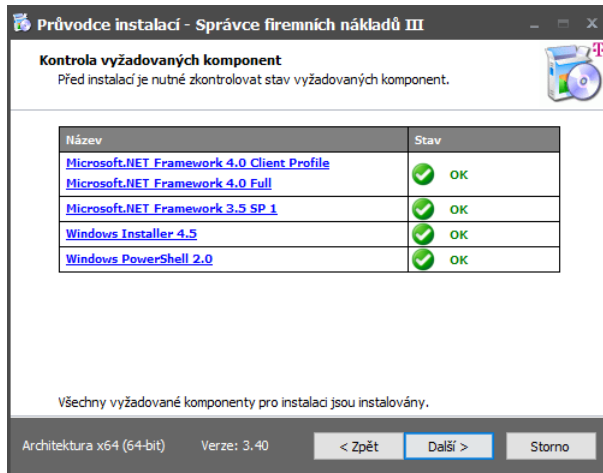 Průvodce instalací - Správce firemních nákladů III
Kontrola vyžadovaných komponent
Před instalací je nutné zkontrolovat stav vyžadovaných komponent.
Název Stav
Microsoft.NET Framework 4.0 Client Profile
Microsoft.NET Framework 4.0 Full
OK
Microsoft.NET Framework 3.5 SP 1 OK
Windows Installer 4.5 OK
Windows PowerShell 2.0 OK
Všechny vyžadované komponenty pro instalaci jsou instalovány.
Architektura x64 (64-bit) Verze: 3.40 < Zpět Další > Storno